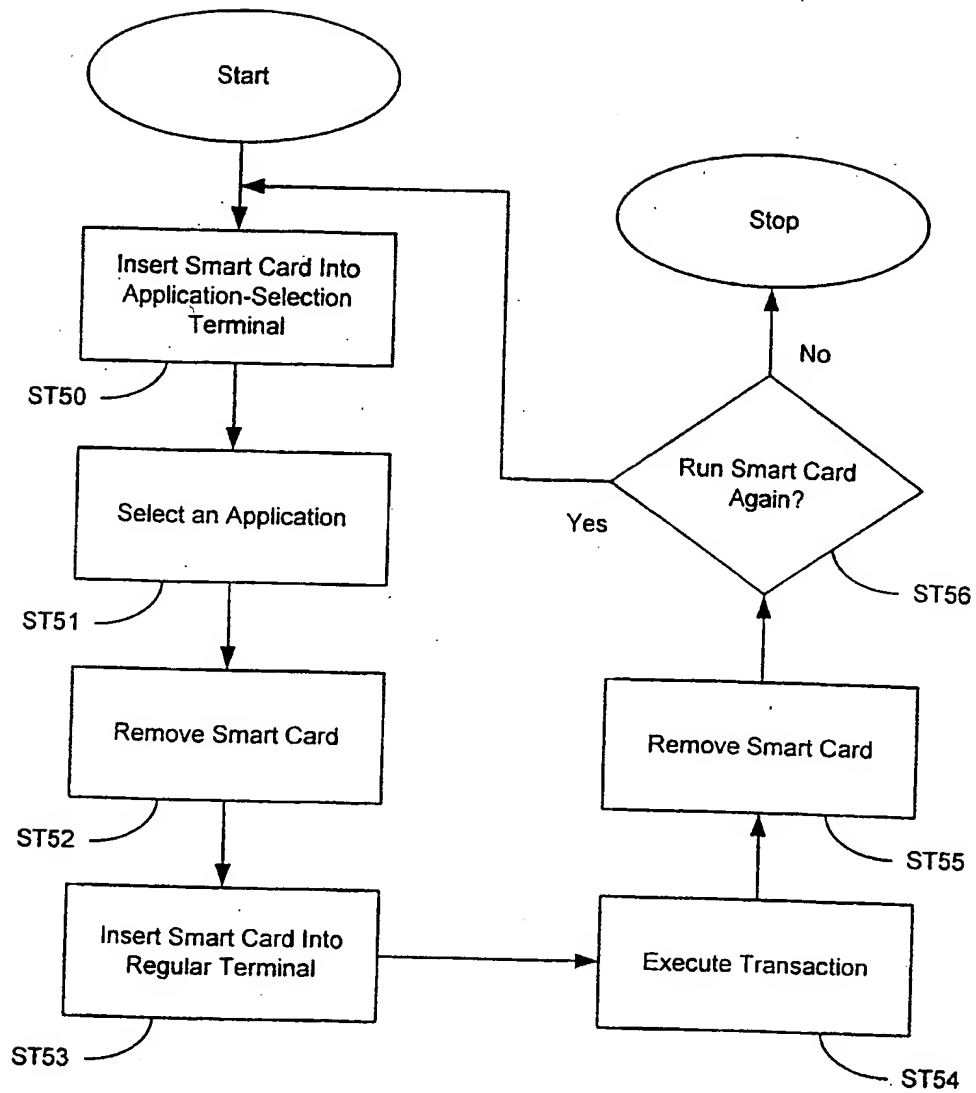 Start
Insert Smart Card Into
Application-Selection
Terminal
ST50
Select an Application
ST51
Remove Smart Card
ST52
Insert Smart Card Into
Regular Terminal
ST53
Execute Transaction
ST54
Remove Smart Card
ST55
Run Smart Card
Again?
ST56
Yes
No
Stop